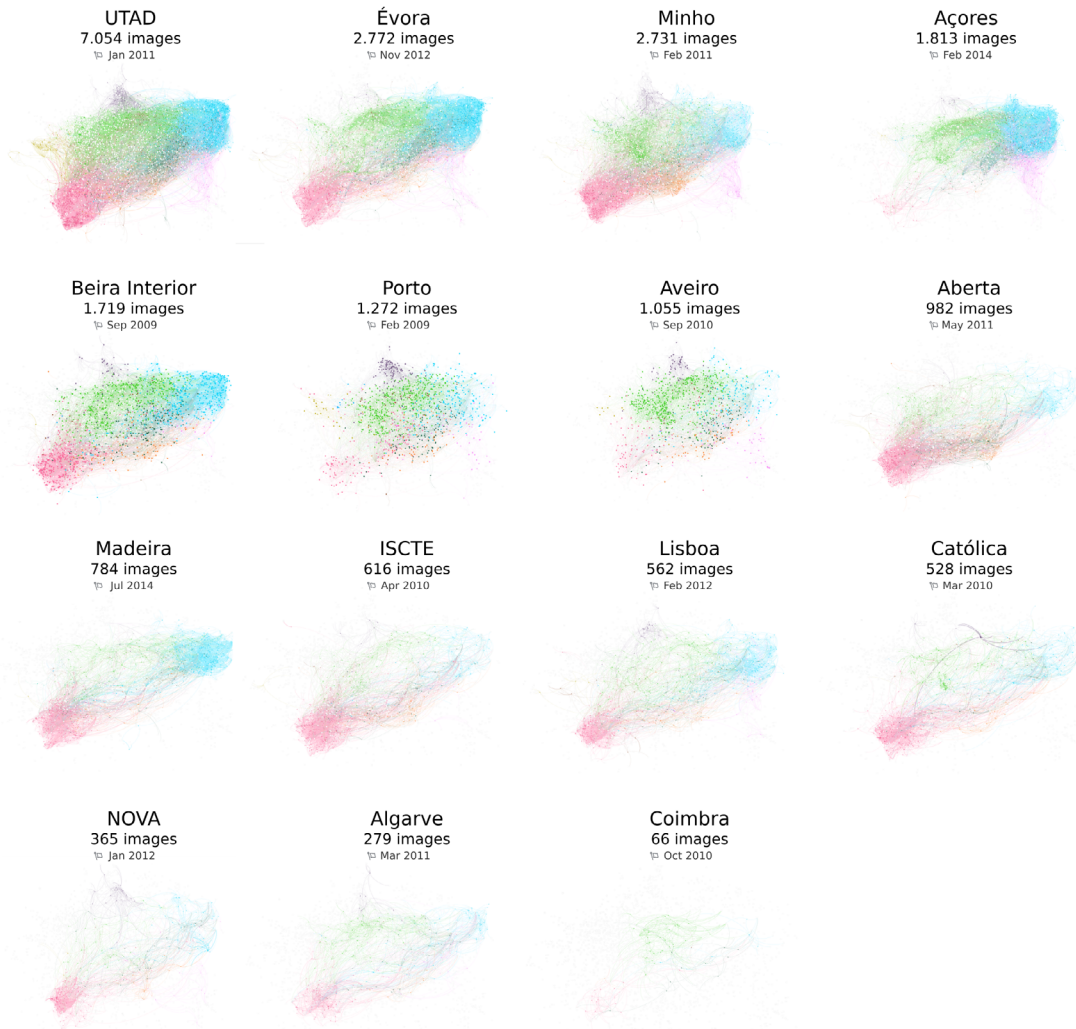 UTAD
7.054 images
Jan 2011
Évora
2.772 images
Nov 2012
Minho
2.731 images
Feb 2011
Açores
1.813 images
Feb 2014
Beira Interior
1.719 images
Sep 2009
Porto
1.272 images
Feb 2009
Aveiro
1.055 images
Sep 2010
Aberta
982 images
May 2011
Madeira
784 images
Jul 2014
ISCTE
616 images
Apr 2010
Lisboa
562 images
Feb 2012
Católica
528 images
Mar 2010
NOVA
365 images
Jan 2012
Algarve
279 images
Mar 2011
Coimbra
66 images
Oct 2010